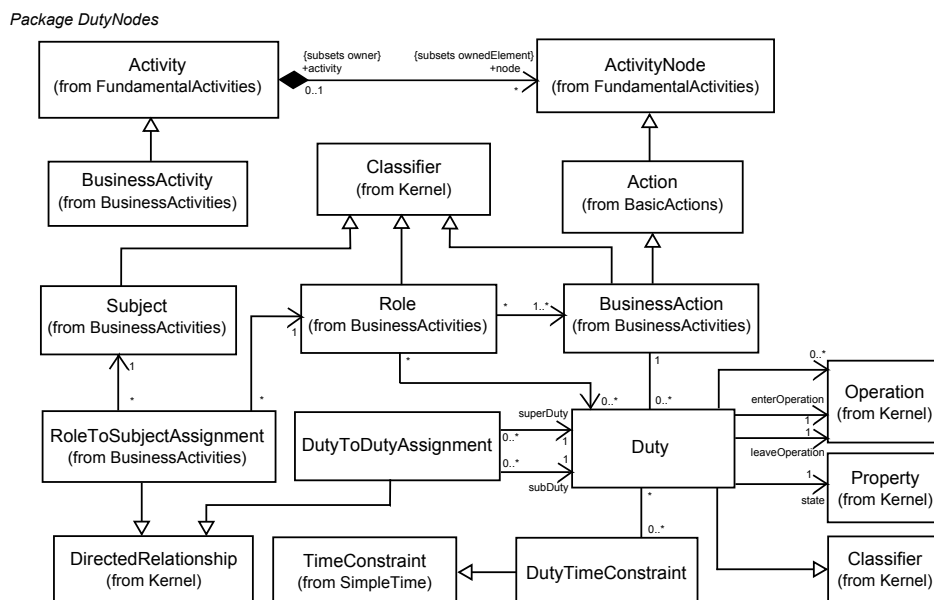 Package DutyNodes
Activity
(from FundamentalActivities)
{subsets owner}
+activity
0..1
{subsets ownedElement}
+node
*
ActivityNode
(from FundamentalActivities)
BusinessActivity
(from BusinessActivities)
Classifier
(from Kernel)
Action
(from BasicActions)
Subject
(from BusinessActivities)
Role
(from BusinessActivities)
*
1..*
BusinessAction
(from BusinessActivities)
1
1
*
*
*
0..*
1
0..*
0..*
Operation
(from Kernel)
enterOperation
1
1
leaveOperation
RoleToSubjectAssignment
(from BusinessActivities)
DutyToDutyAssignment
superDuty
0..*
1
0..*
1
subDuty
Duty
Property
(from Kernel)
1
state
*
0..*
DirectedRelationship
(from Kernel)
TimeConstraint
(from SimpleTime)
DutyTimeConstraint
Classifier
(from Kernel)